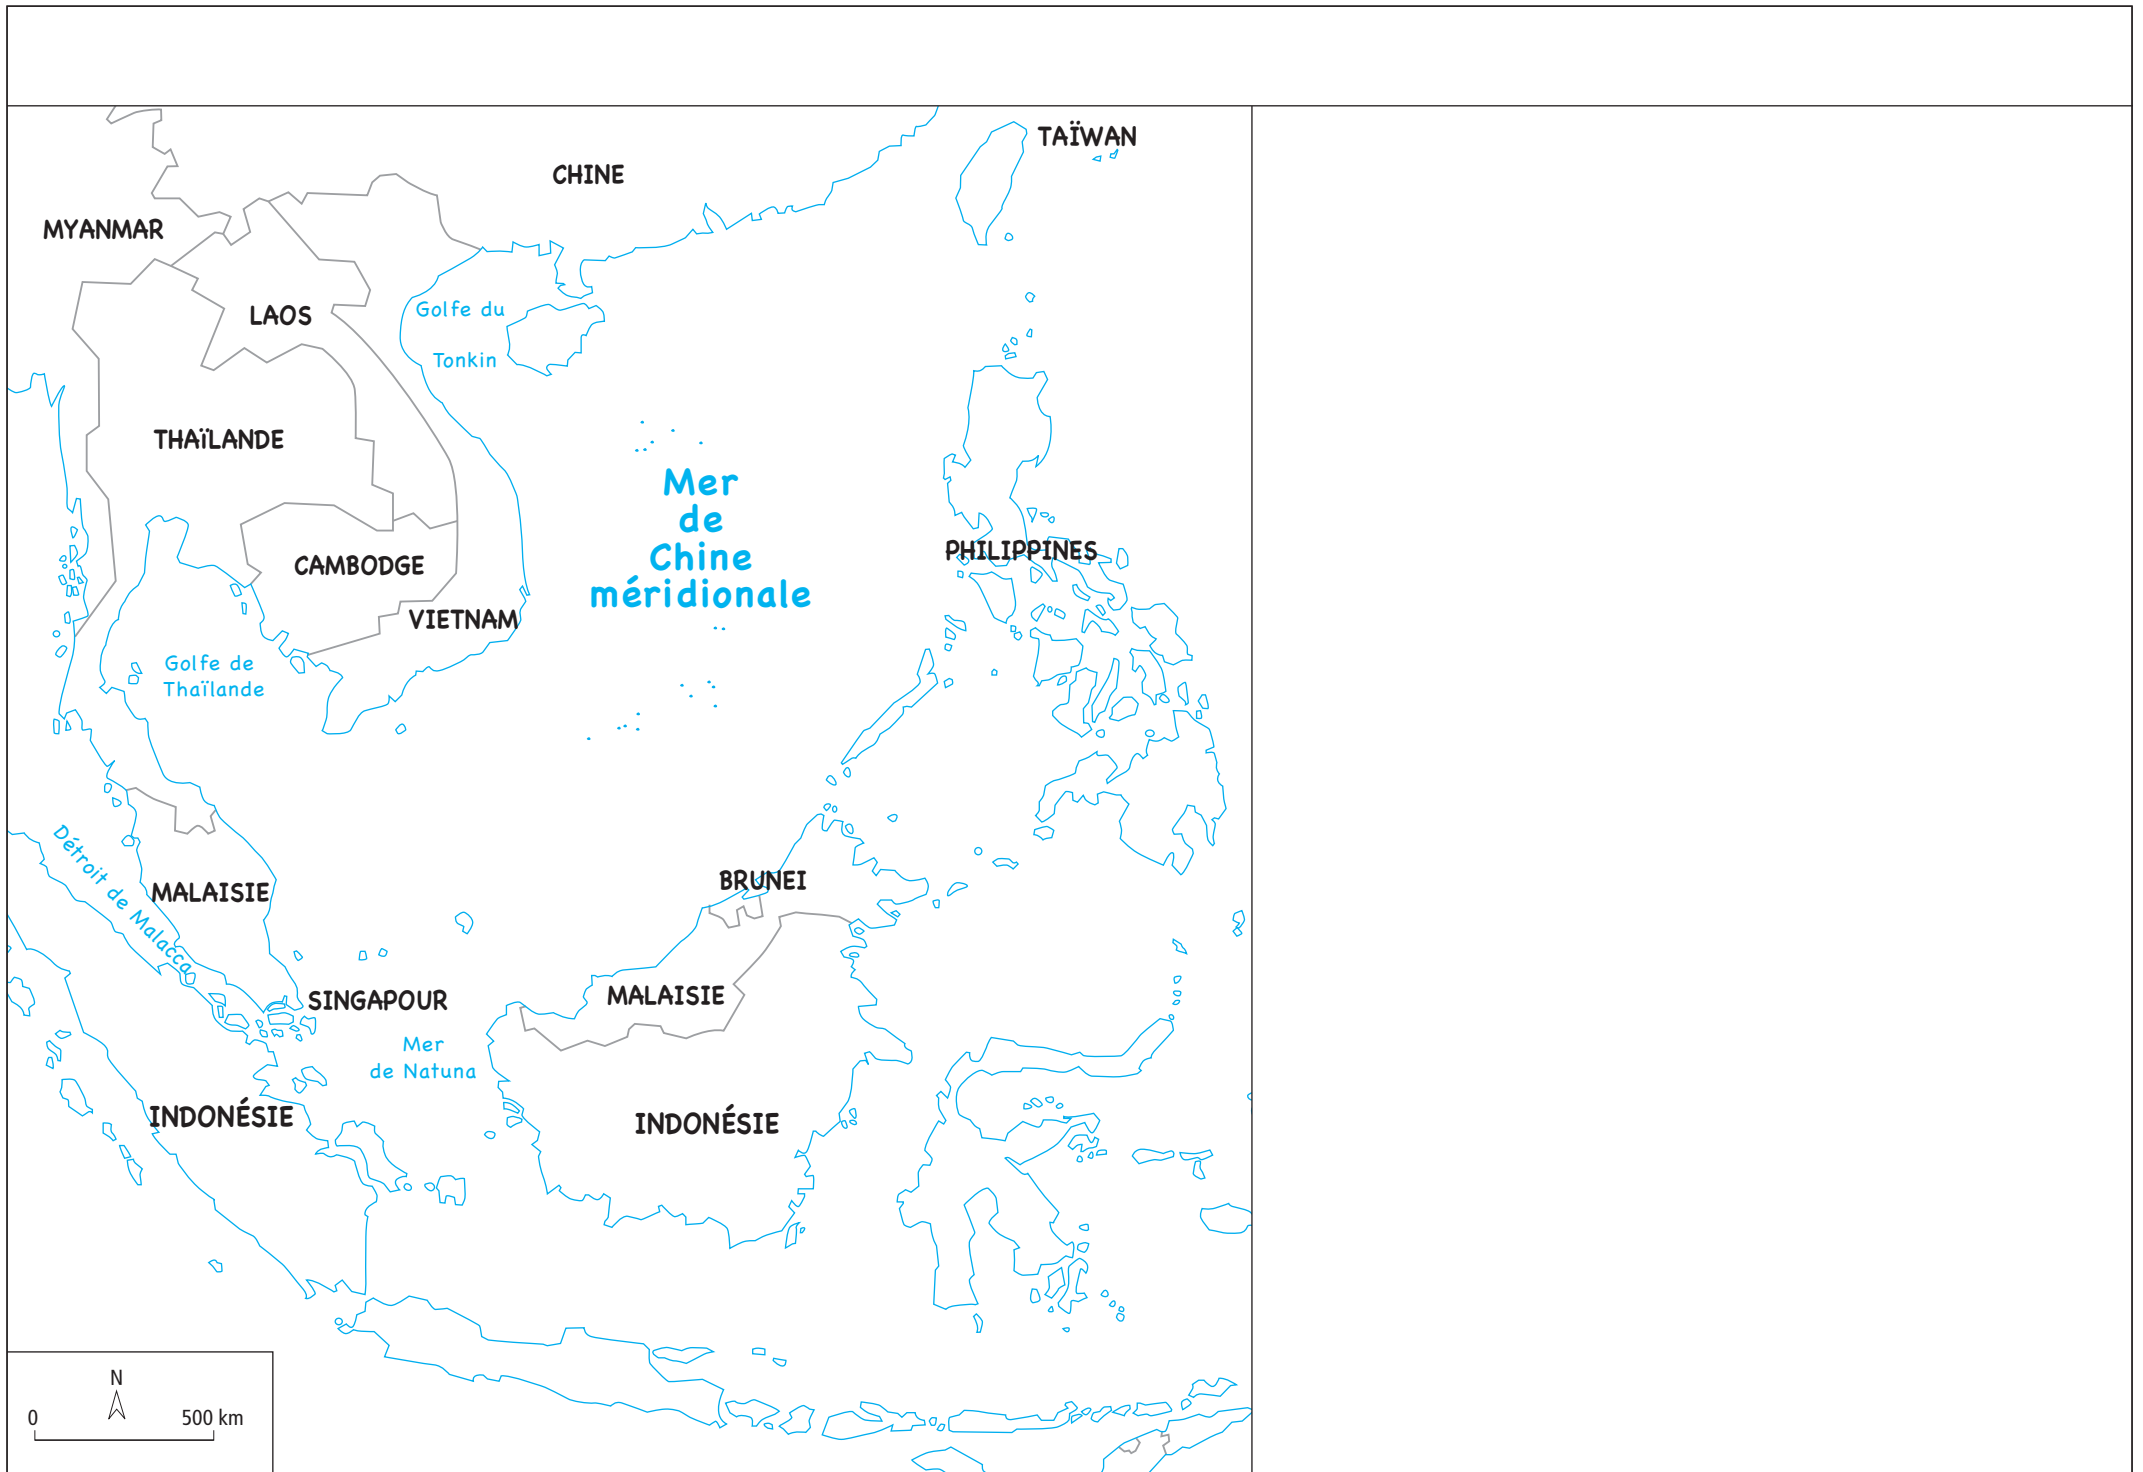 TAÏWAN
CHINE
MYANMAR
LAOS
Golfe du
Tonkin
THAïLANDE
Mer
de
Chine
méridionale
PHILIPPINES
CAMBODGE
VIETNAM
Golfe de
Thaïlande
Détroit de Malacca
MALAISIE
BRUNEI
SINGAPOUR
MALAISIE
Mer
de Natuna
INDONÉSIE
INDONÉSIE
N
0 500 km